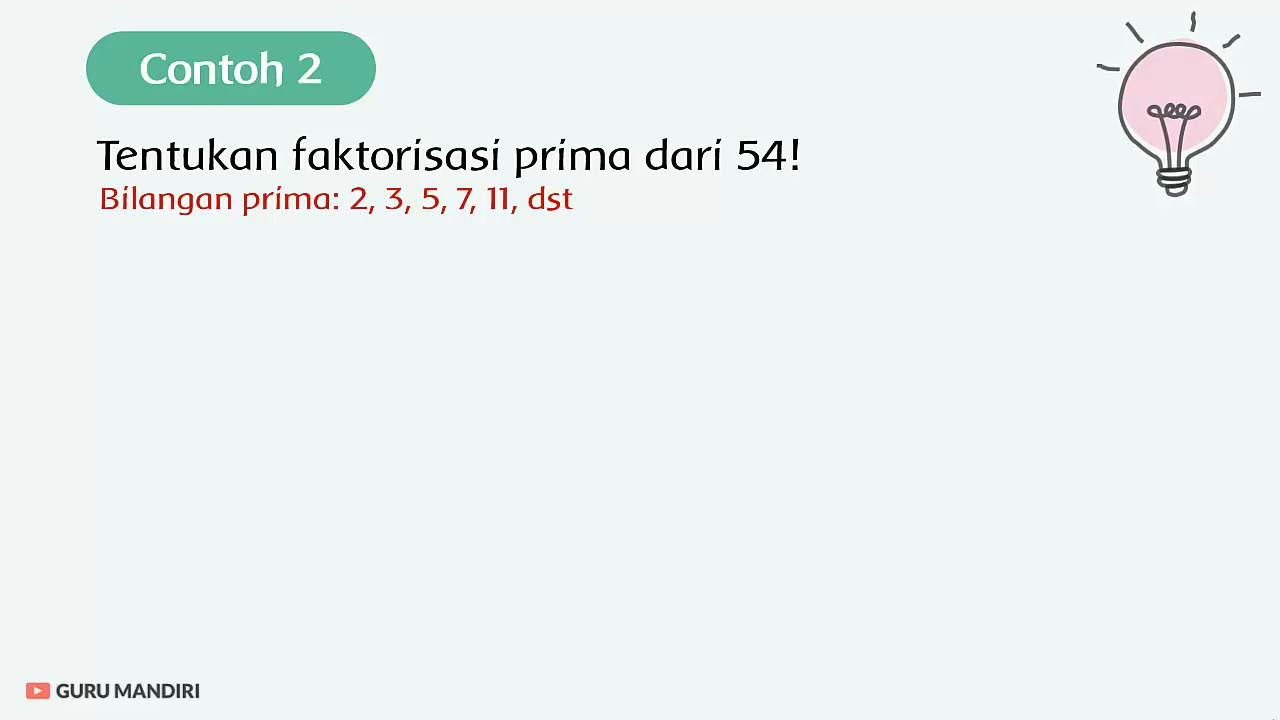 Contoh 2
Tentukan faktorisasi prima dari 54!
Bilangan prima: 2, 3, 5, 7, 11, dst
GURU MANDIRI